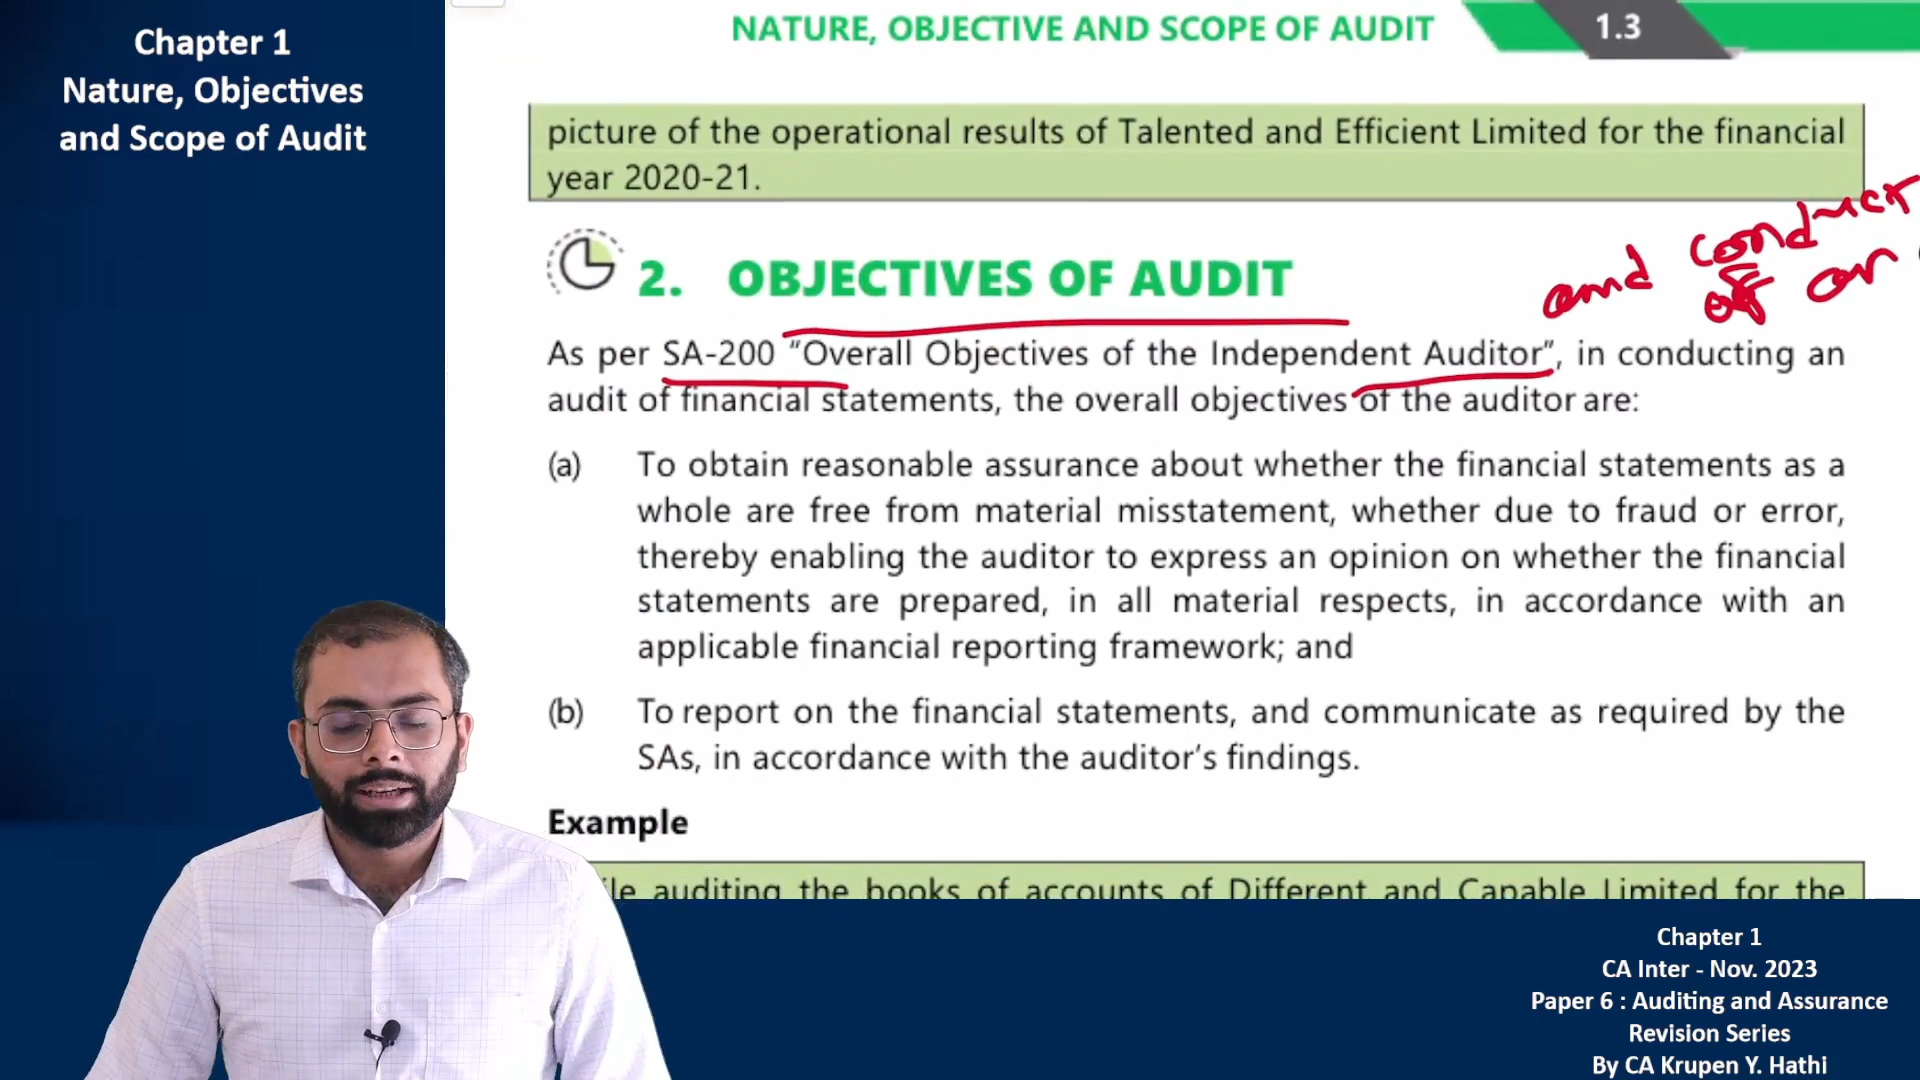 Chapter 1
Nature, Objectives
and Scope of Audit
NATURE, OBJECTIVE AND SCOPE OF AUDIT
1.3
picture of the operational results of Talented and Efficient Limited for the financial
year 2020-21.
and conduct
of an
2. OBJECTIVES OF AUDIT
As per SA-200 “Overall Objectives of the Independent Auditor”, in conducting an
audit of financial statements, the overall objectives of the auditor are:
(a) To obtain reasonable assurance about whether the financial statements as a
whole are free from material misstatement, whether due to fraud or error,
thereby enabling the auditor to express an opinion on whether the financial
statements are prepared, in all material respects, in accordance with an
applicable financial reporting framework; and
(b) To report on the financial statements, and communicate as required by the
SAs, in accordance with the auditor’s findings.
Example
auditing the books of accounts of Different and Capable Limited for the
Chapter 1
CA Inter - Nov. 2023
Paper 6 : Auditing and Assurance
Revision Series
By CA Krupen Y. Hathi